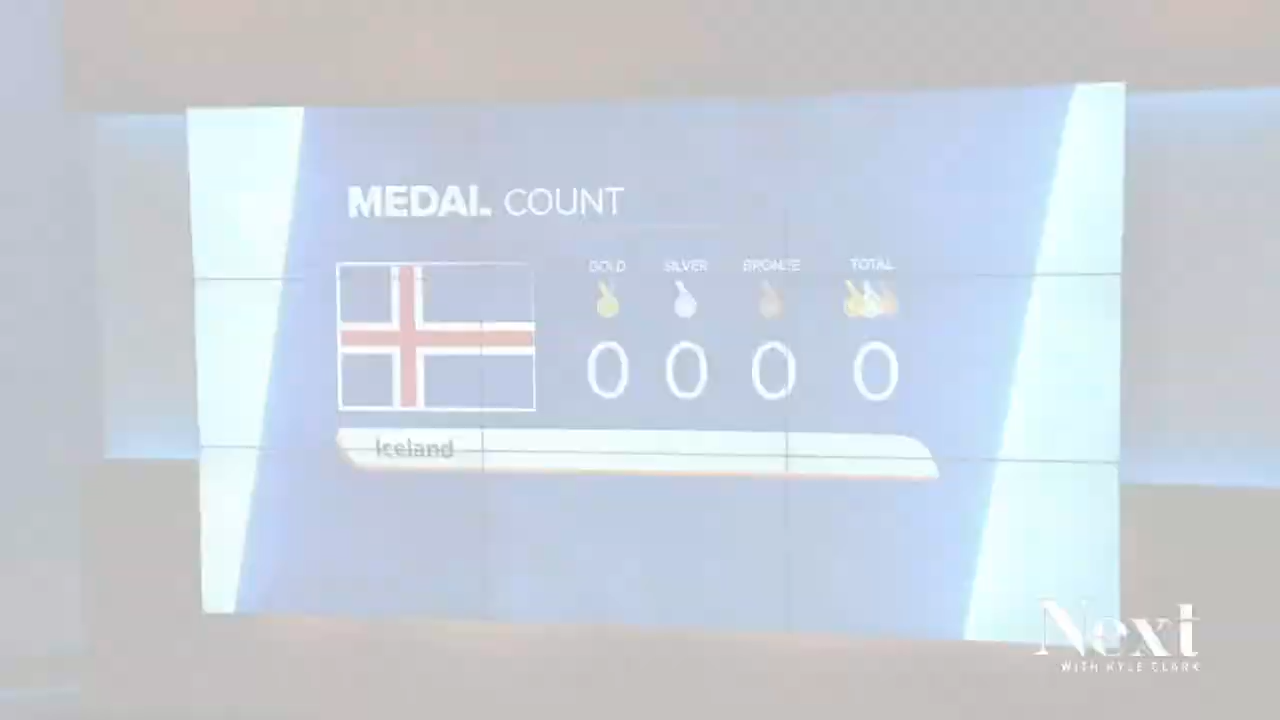 MEDAL COUNT
GOLD SILVER BRONZE TOTAL
0 0 0 0
Iceland
Next
WITH KYLE CLARK